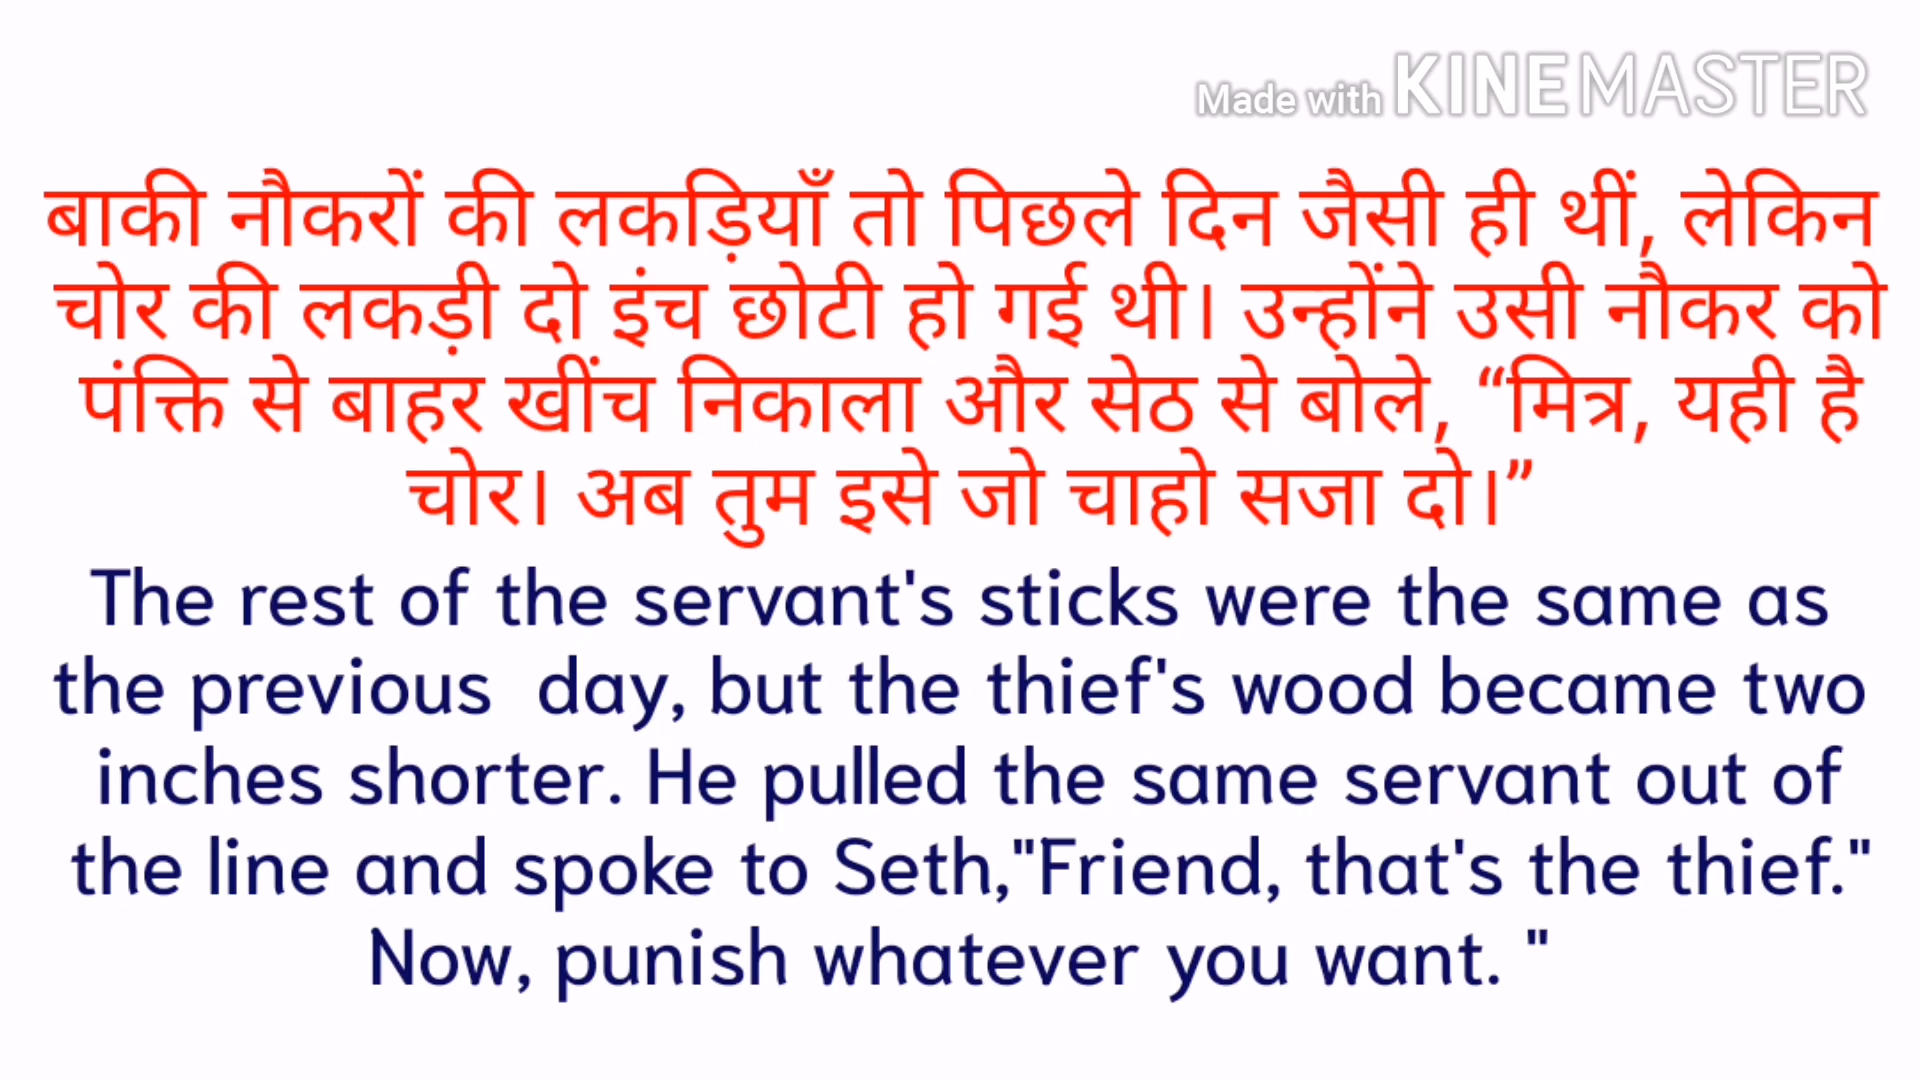 Made with KINEMASTER
बाकी नौकरों की लकड़ियाँ तो पिछले दिन जैसी ही थीं, लेकिन
चोर की लकड़ी दो इंच छोटी हो गई थी। उन्होंने उसी नौकर को
पंक्ति से बाहर खींच निकाला और सेठ से बोले, “मित्र, यही है
चोर। अब तुम इसे जो चाहो सजा दो।”
The rest of the servant's sticks were the same as
the previous  day, but the thief's wood became two
inches shorter. He pulled the same servant out of
the line and spoke to Seth,"Friend, that's the thief."
Now, punish whatever you want. "